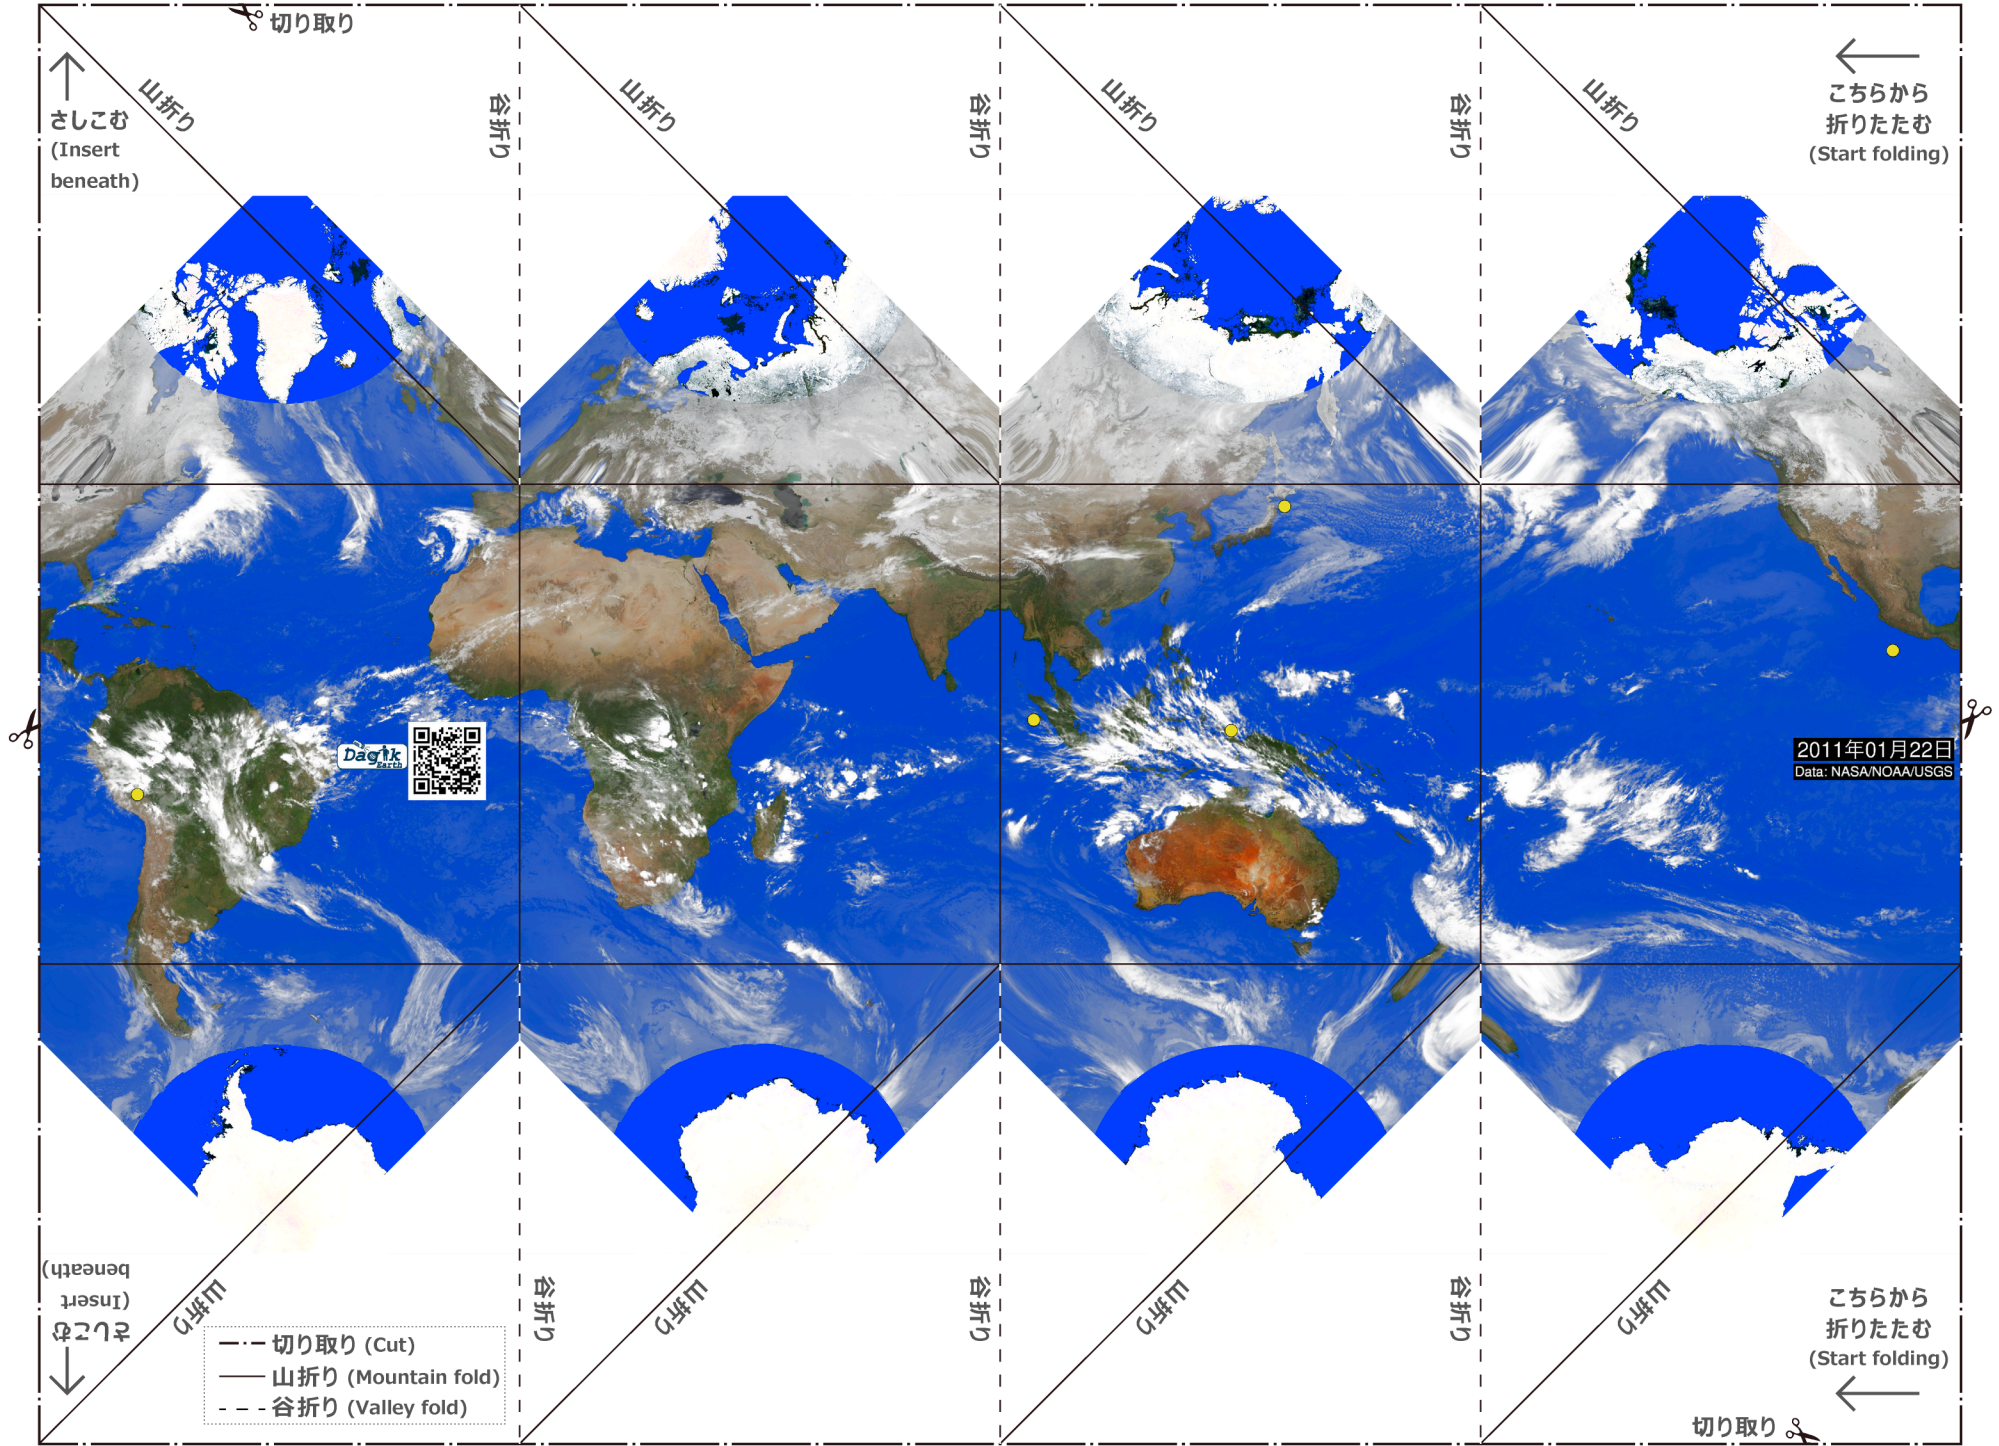 切り取り
山折り
山折り
山折り
山折り
谷折り
谷折り
谷折り
さしこむ
(Insert
beneath)
こちらから
折りたたむ
(Start folding)
Dagik
Earth
2011年01月22日
Data: NASA/NOAA/USGS
さしこむ
(Insert
beneath)
山折り
山折り
山折り
山折り
谷折り
谷折り
谷折り
こちらから
折りたたむ
(Start folding)
切り取り (Cut)
山折り (Mountain fold)
谷折り (Valley fold)
切り取り